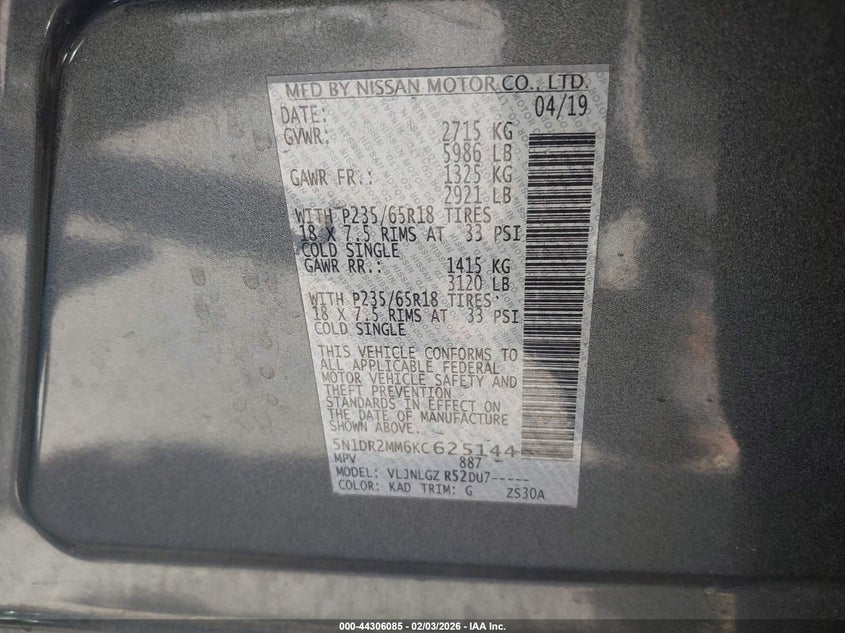 MFD BY NISSAN MOTOR CO., LTD.
DATE: 04/19
GVWR: 2715 KG
5986 LB
GAWR FR.: 1325 KG
2921 LB
WITH P235/65R18 TIRES
18 X 7.5 RIMS AT 33 PSI
COLD SINGLE
GAWR RR.: 1415 KG
3120 LB
WITH P235/65R18 TIRES
18 X 7.5 RIMS AT 33 PSI
COLD SINGLE
THIS VEHICLE CONFORMS TO
ALL APPLICABLE FEDERAL
MOTOR VEHICLE SAFETY AND
THEFT PREVENTION
STANDARDS IN EFFECT ON
THE DATE OF MANUFACTURE
SHOWN ABOVE.
5N1DR2MM6KC625144
MPV 887
MODEL: VLJNLGZ R52DU7-----
COLOR: KAD TRIM: G ZS30A
000-44306085 - 02/03/2026 - IAA Inc.